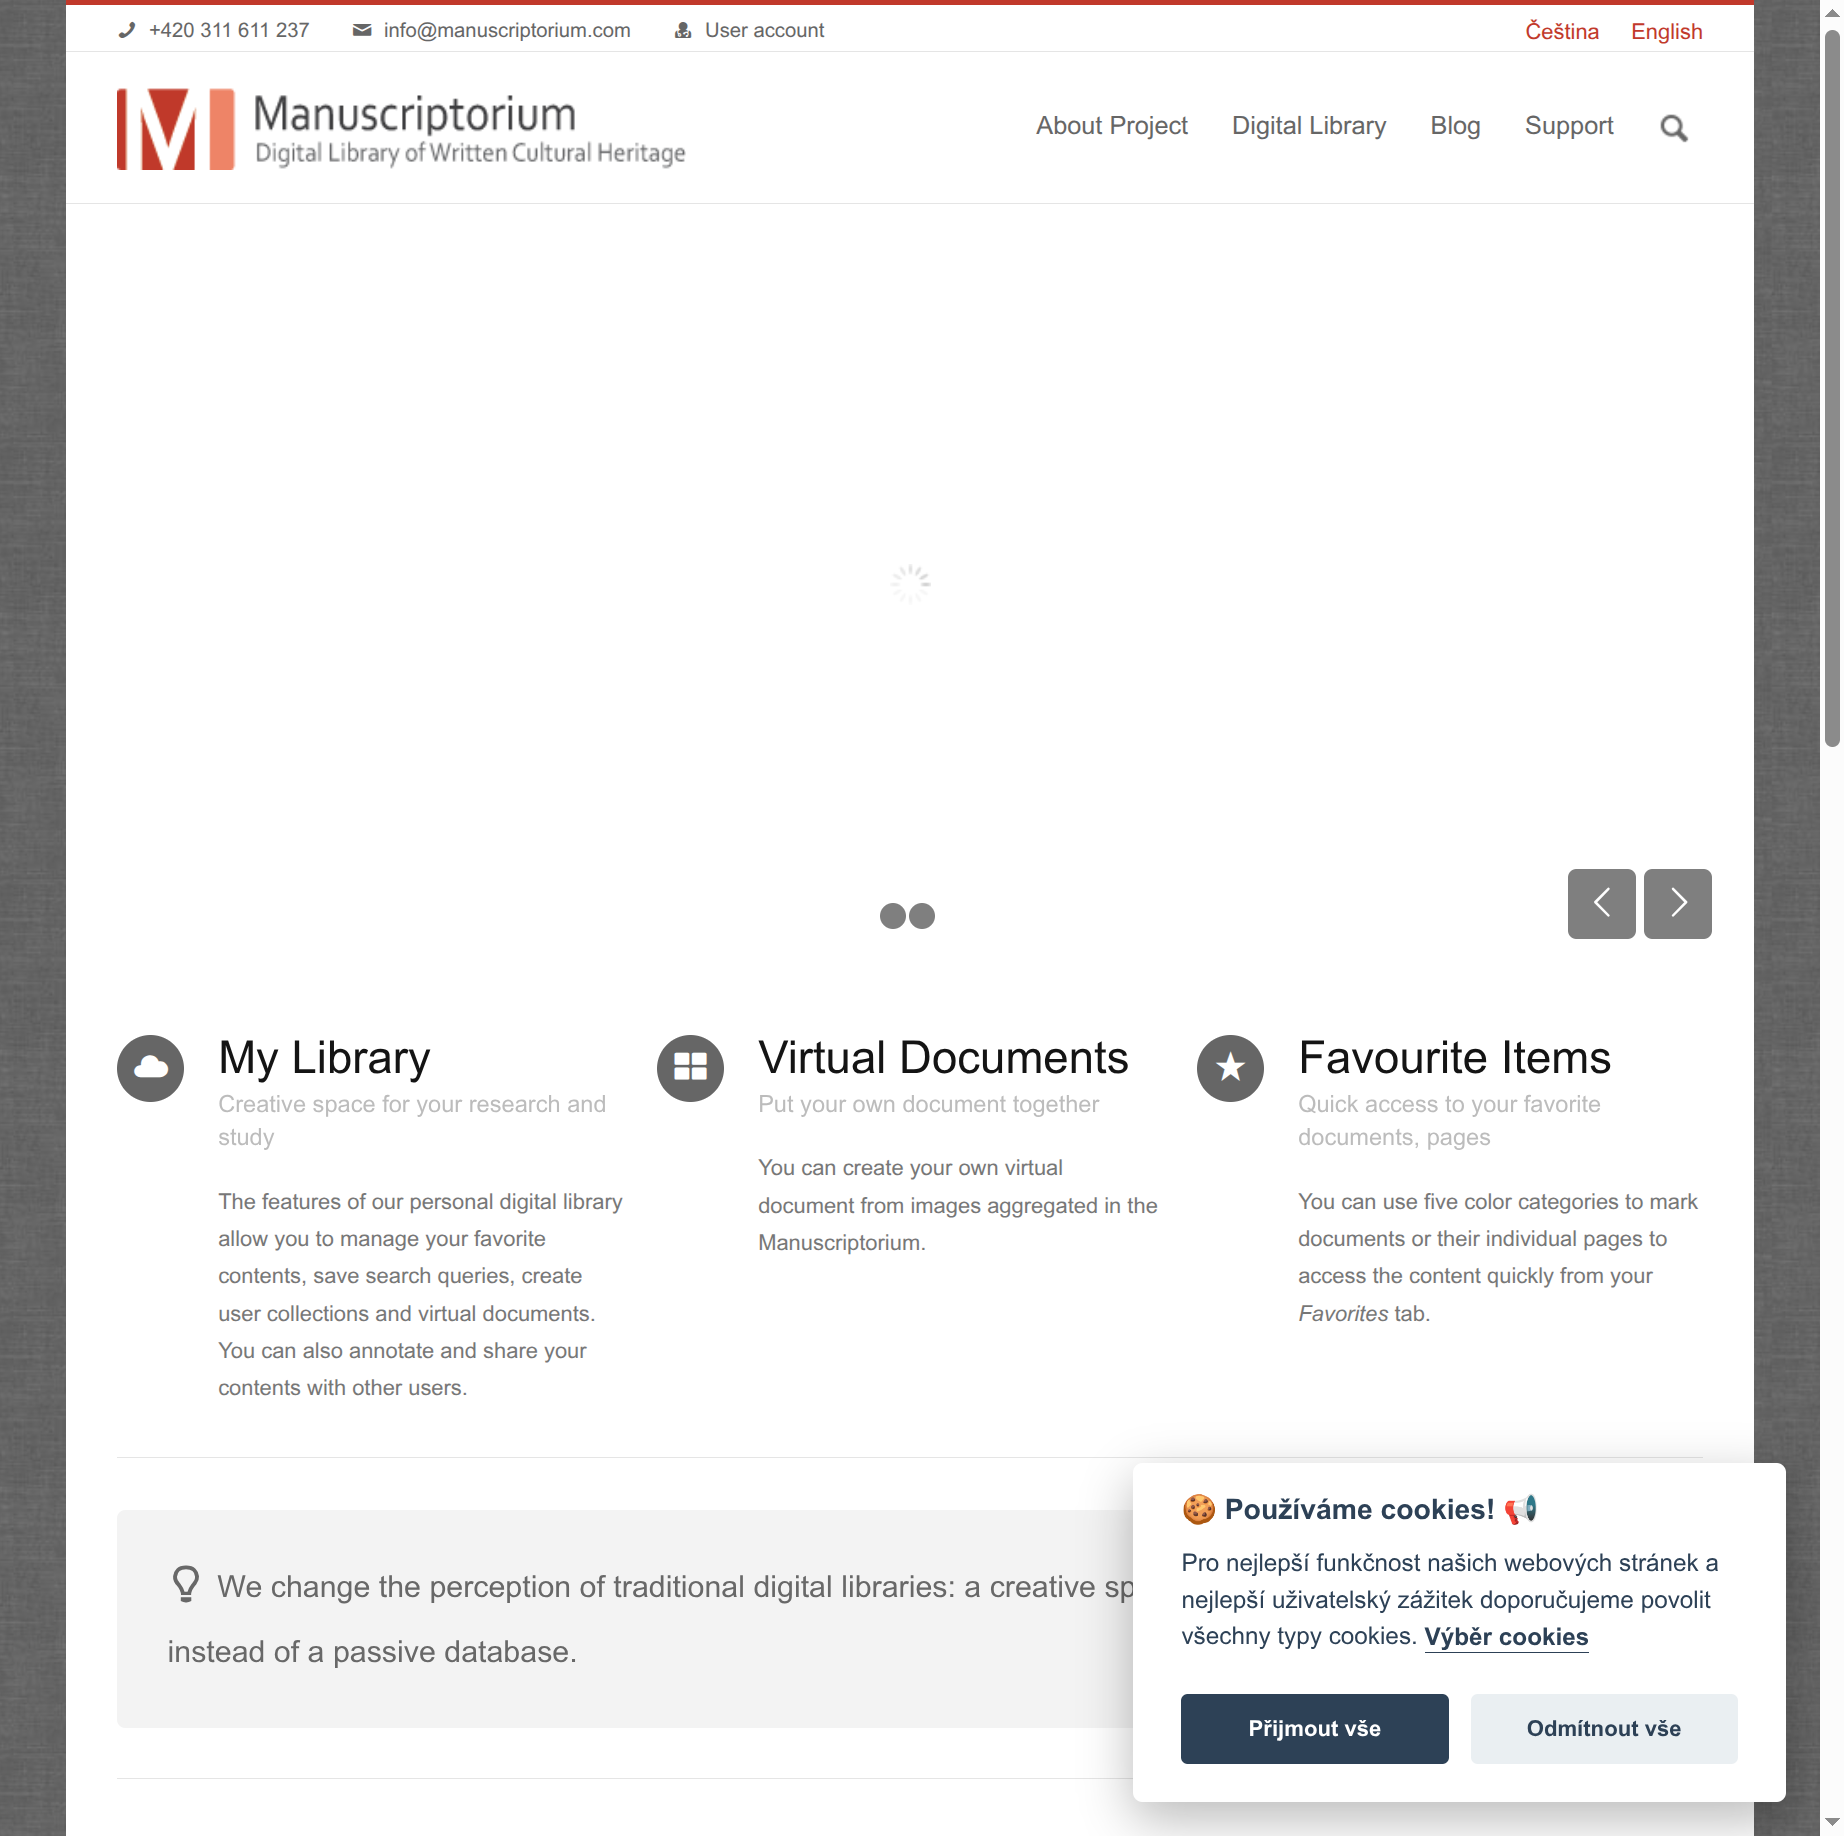 +420 311 611 237
info@manuscriptorium.com
User account
Čeština
English
Manuscriptorium
Digital Library of Written Cultural Heritage
About Project
Digital Library
Blog
Support
My Library
Creative space for your research and
study
The features of our personal digital library
allow you to manage your favorite
contents, save search queries, create
user collections and virtual documents.
You can also annotate and share your
contents with other users.
Virtual Documents
Put your own document together
You can create your own virtual
document from images aggregated in the
Manuscriptorium.
Favourite Items
Quick access to your favorite
documents, pages
You can use five color categories to mark
documents or their individual pages to
access the content quickly from your
Favorites tab.
We change the perception of traditional digital libraries: a creative
instead of a passive database.
🍪 Používáme cookies! 📢
Pro nejlepší funkčnost našich webových stránek a
nejlepší uživatelský zážitek doporučujeme povolit
všechny typy cookies. Výběr cookies
Přijmout vše
Odmítnout vše